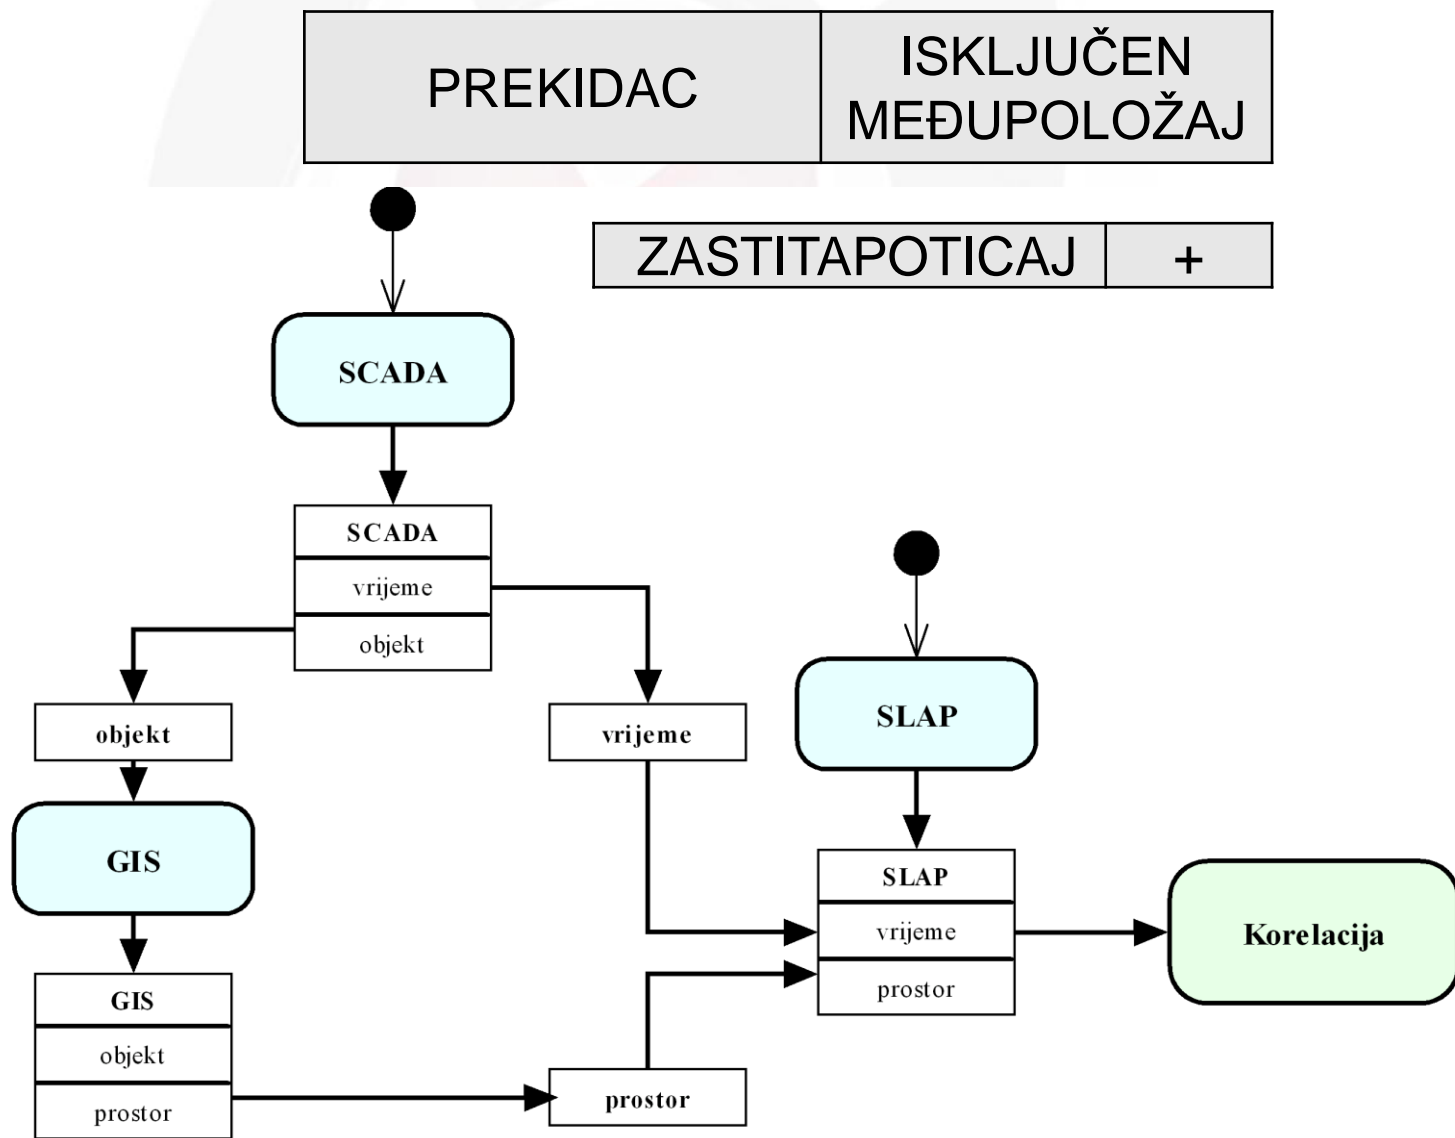 PREKIDAC
ISKLJUČEN
MEĐUPOLOŽAJ
ZASTITAPOTICAJ
+
SCADA
SCADA
vrijeme
objekt
objekt
vrijeme
SLAP
GIS
SLAP
vrijeme
prostor
Korelacija
GIS
objekt
prostor
prostor